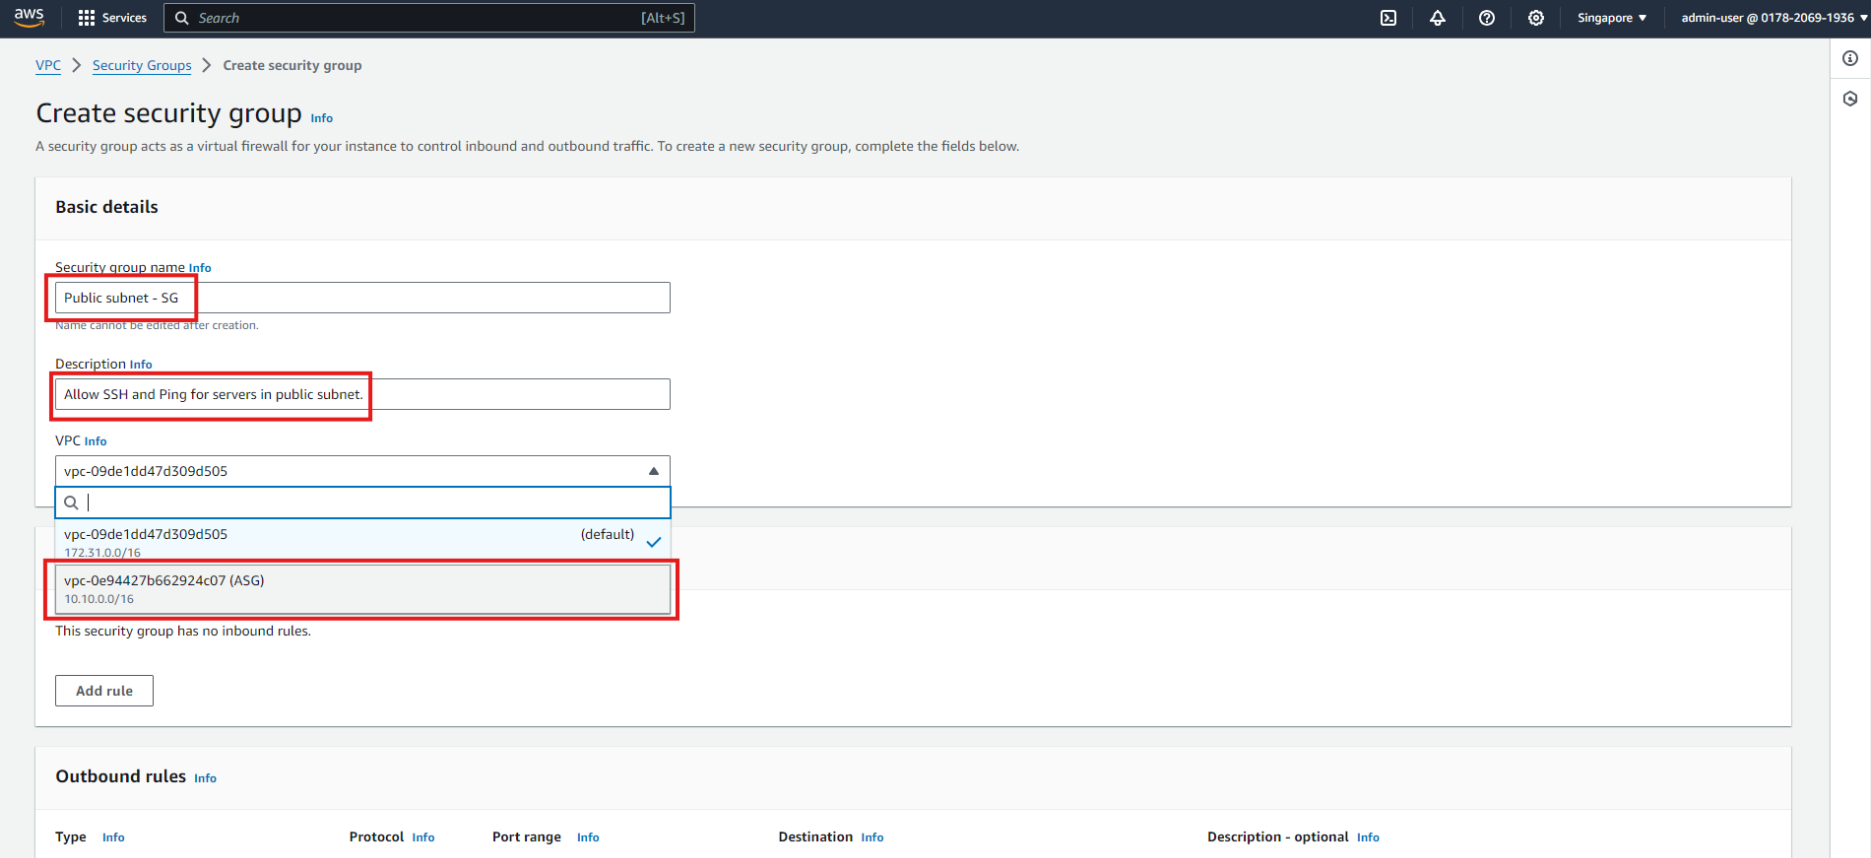 aws Services Search [Alt+S] Singapore ▼ admin-user @ 0178-2069-1936 ▼
VPC > Security Groups > Create security group
Create security group Info
A security group acts as a virtual firewall for your instance to control inbound and outbound traffic. To create a new security group, complete the fields below.
Basic details
Security group name Info
Public subnet - SG
Name cannot be edited after creation.
Description Info
Allow SSH and Ping for servers in public subnet.
VPC Info
vpc-09de1dd47d309d505
vpc-09de1dd47d309d505 (default)
172.31.0.0/16
vpc-0e94427b662924c07 (ASG)
10.10.0.0/16
This security group has no inbound rules.
Add rule
Outbound rules Info
Type Info Protocol Info Port range Info Destination Info Description - optional Info